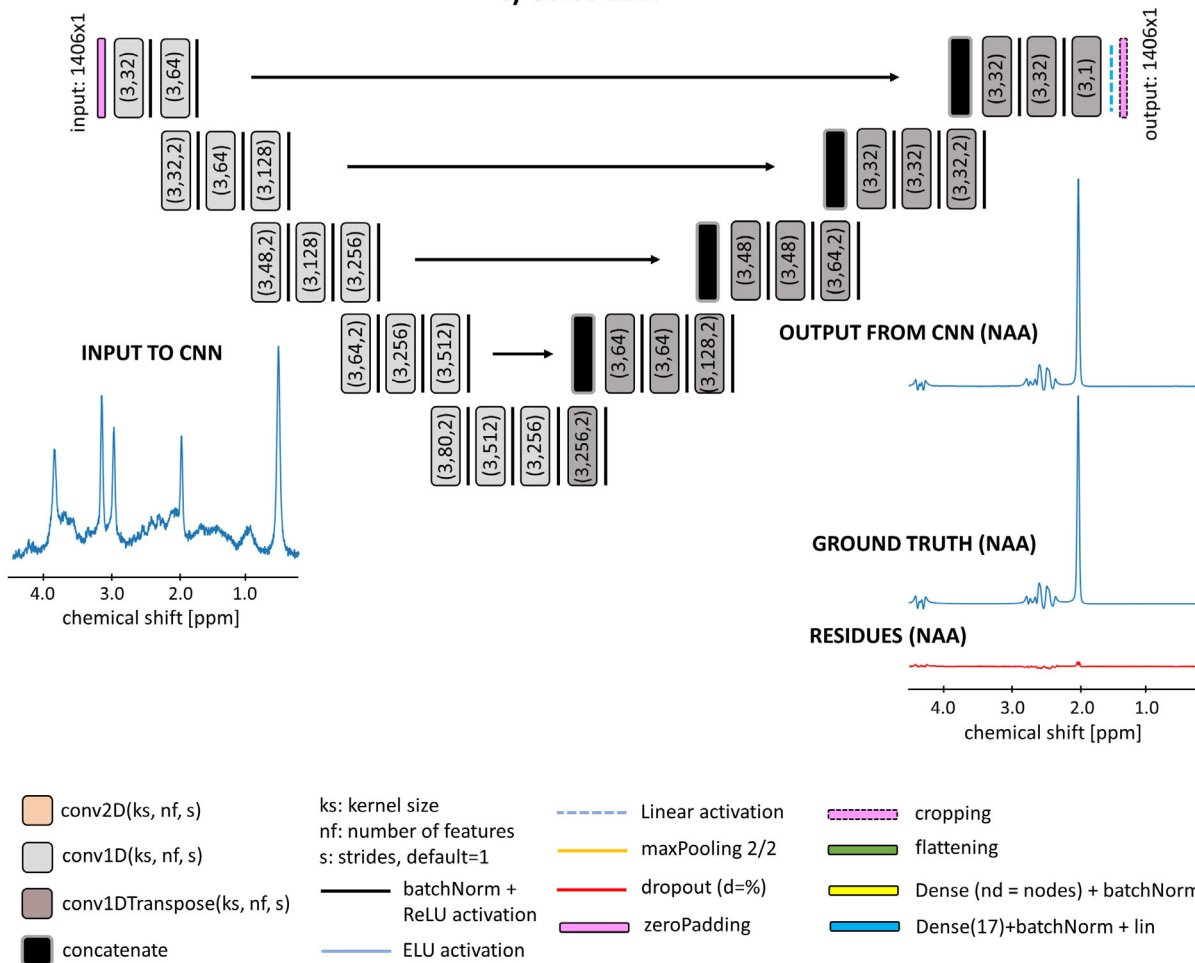 input: 1406x1
(3,32)
(3,64)
(3,32)
(3,32)
(3,1)
output: 1406x1
(3,32,2)
(3,64)
(3,128)
(3,32)
(3,32)
(3,32,2)
(3,48,2)
(3,128)
(3,256)
(3,48)
(3,48)
(3,64,2)
(3,64,2)
(3,256)
(3,512)
(3,64)
(3,64)
(3,128,2)
(3,80,2)
(3,512)
(3,256)
(3,256,2)
INPUT TO CNN
4.0 3.0 2.0 1.0
chemical shift [ppm]
OUTPUT FROM CNN (NAA)
GROUND TRUTH (NAA)
RESIDUES (NAA)
4.0 3.0 2.0 1.0
chemical shift [ppm]
conv2D(ks, nf, s)
conv1D(ks, nf, s)
conv1DTranspose(ks, nf, s)
concatenate
ks: kernel size
nf: number of features
s: strides, default=1
batchNorm +
ReLU activation
ELU activation
Linear activation
maxPooling 2/2
dropout (d=%)
zeroPadding
cropping
flattening
Dense (nd = nodes) + batchNorm
Dense(17)+batchNorm + lin